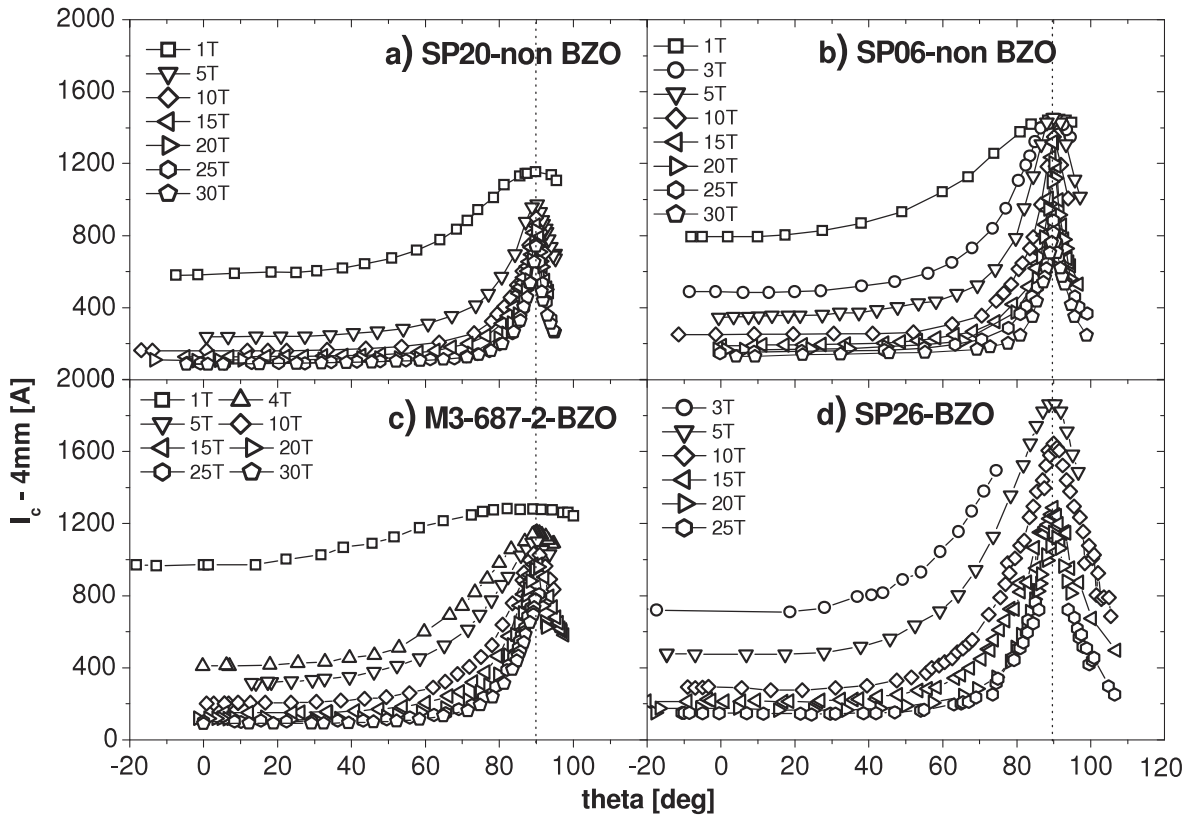 a) SP20-non BZO
1T
5T
10T
15T
20T
25T
30T
b) SP06-non BZO
1T
3T
5T
10T
15T
20T
25T
30T
c) M3-687-2-BZO
1T 4T
5T 10T
15T 20T
25T 30T
d) SP26-BZO
3T
5T
10T
15T
20T
25T
2000
1600
1200
800
400
2000
1600
1200
800
400
0
Ic - 4mm [A]
-20 0 20 40 60 80 100 -20 0 20 40 60 80 100 120
theta [deg]